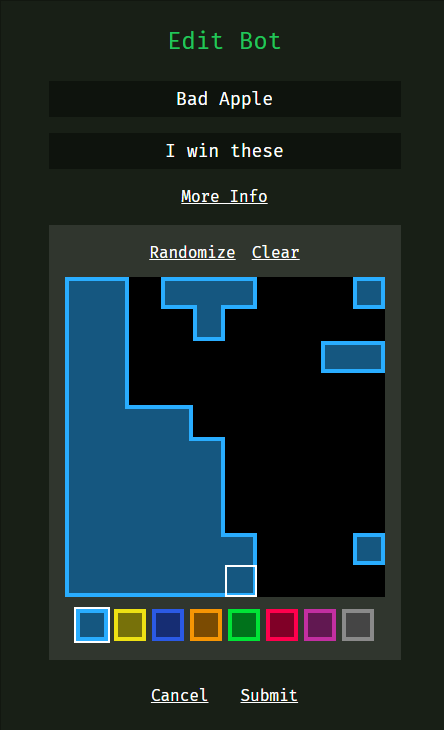 Edit Bot
Bad Apple
I win these
More Info
Randomize Clear
Cancel Submit